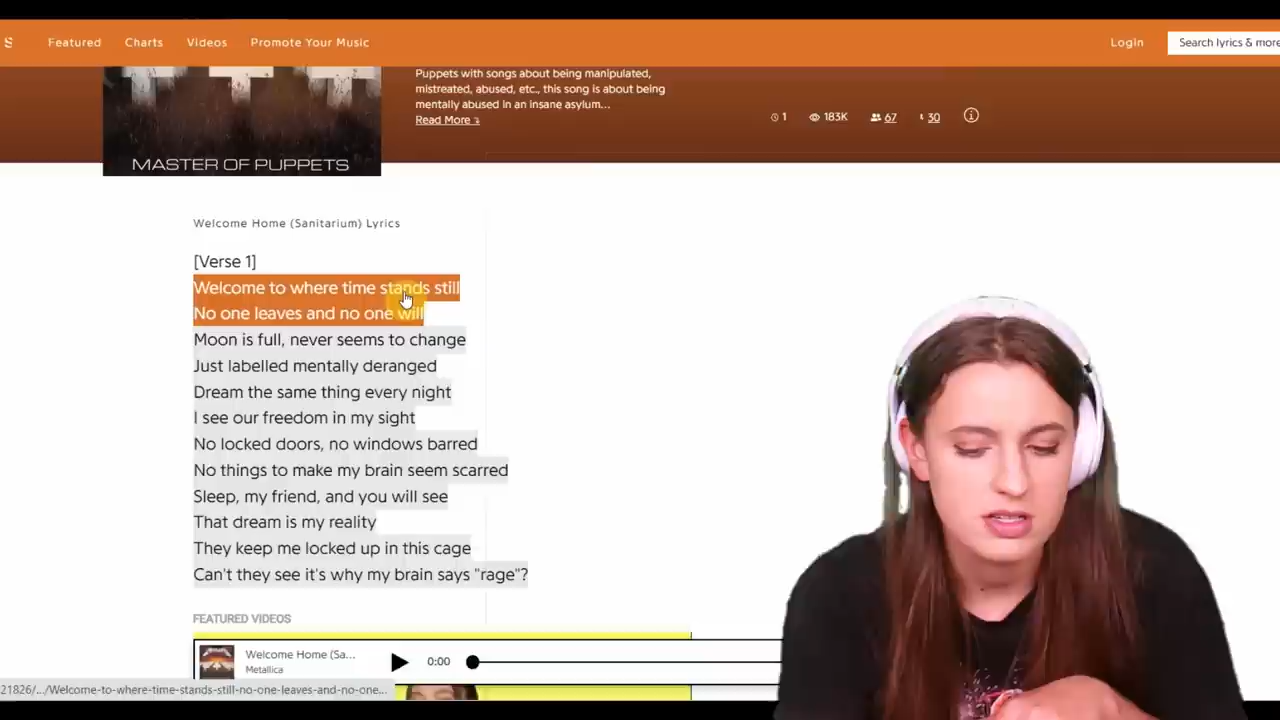 S Featured Charts Videos Promote Your Music Login Search lyrics & more
Puppets with songs about being manipulated,
mistreated, abused, etc., this song is about being
mentally abused in an insane asylum...
Read More
1 183K 67 30
MASTER OF PUPPETS
Welcome Home (Sanitarium) Lyrics
[Verse 1]
Welcome to where time stands still
No one leaves and no one will
Moon is full, never seems to change
Just labelled mentally deranged
Dream the same thing every night
I see our freedom in my sight
No locked doors, no windows barred
No things to make my brain seem scarred
Sleep, my friend, and you will see
That dream is my reality
They keep me locked up in this cage
Can't they see it's why my brain says "rage"?
FEATURED VIDEOS
Welcome Home (Sa...
Metallica
0:00
21826/.../Welcome-to-where-time-stands-still-no-one-leaves-and-no-one...